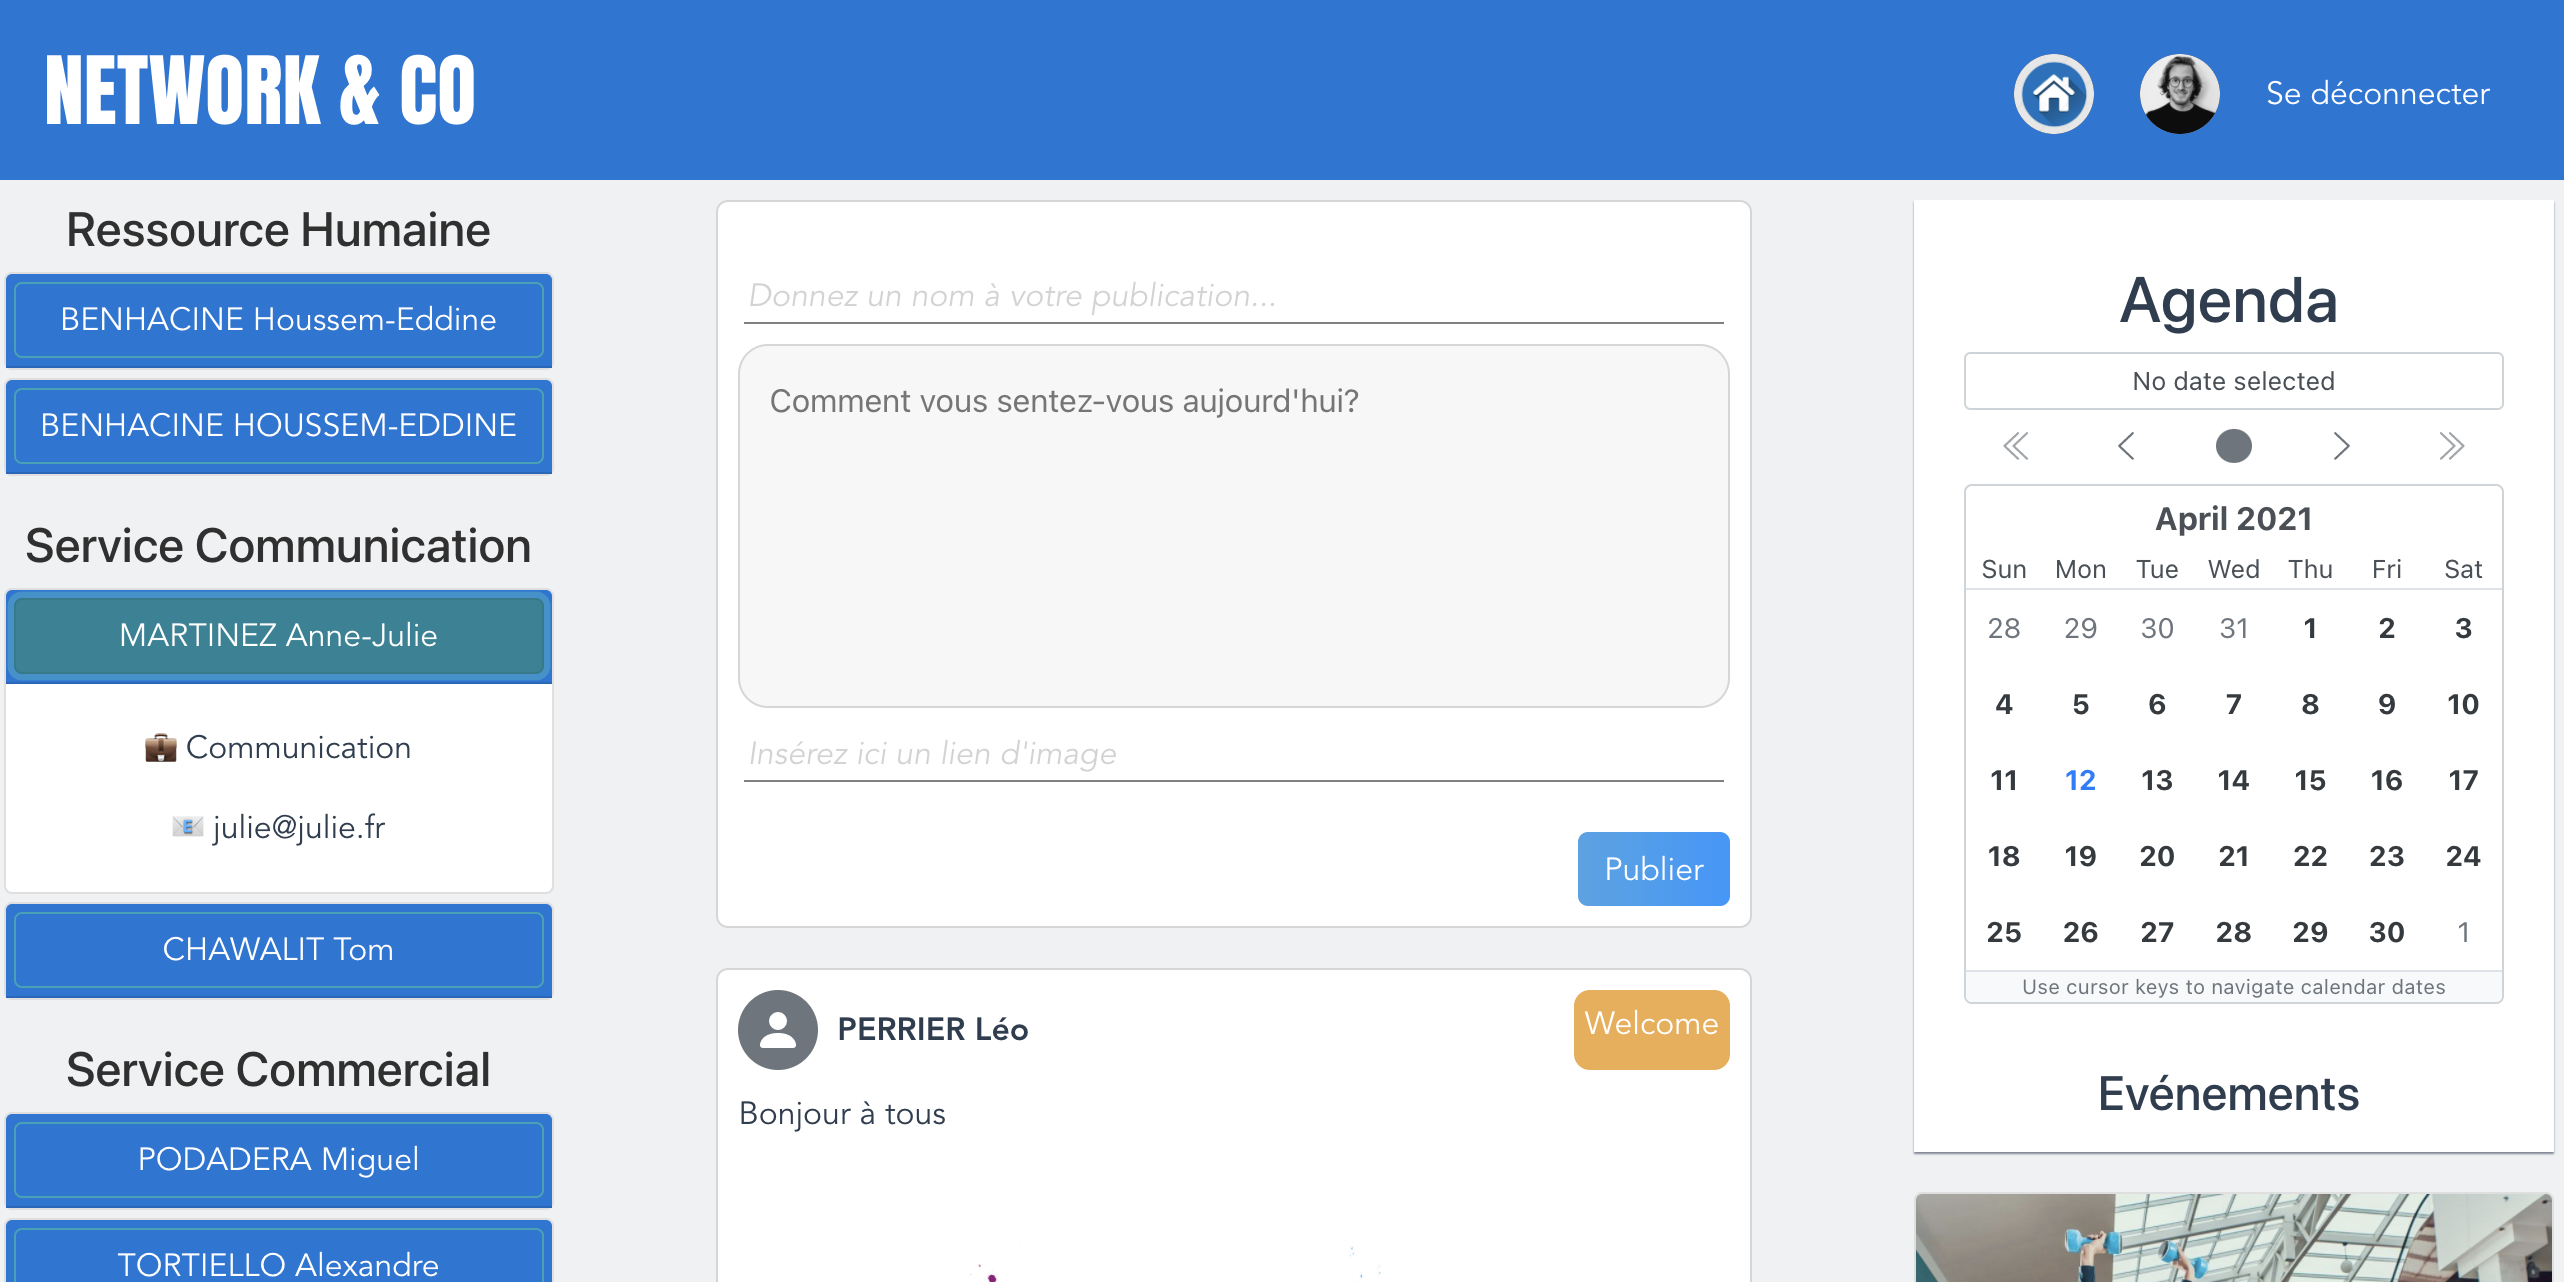 NETWORK & CO
Se déconnecter
Ressource Humaine
BENHACINE Houssem-Eddine
BENHACINE HOUSSEM-EDDINE
Service Communication
MARTINEZ Anne-Julie
Communication
julie@julie.fr
CHAWALIT Tom
Service Commercial
PODADERA Miguel
TORTIELLO Alexandre
Donnez un nom à votre publication...
Comment vous sentez-vous aujourd'hui?
Insérez ici un lien d'image
Publier
PERRIER Léo
Welcome
Bonjour à tous
Agenda
No date selected
April 2021
Sun Mon Tue Wed Thu Fri Sat
28 29 30 31 1 2 3
4 5 6 7 8 9 10
11 12 13 14 15 16 17
18 19 20 21 22 23 24
25 26 27 28 29 30 1
Use cursor keys to navigate calendar dates
Evénements